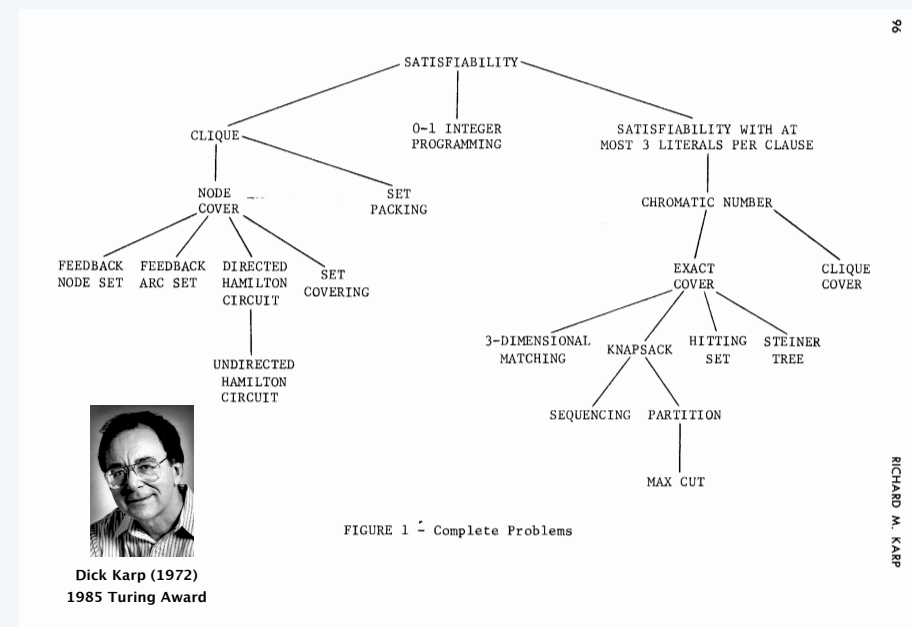 96
SATISFIABILITY
CLIQUE
0-1 INTEGER
PROGRAMMING
SATISFIABILITY WITH AT
MOST 3 LITERALS PER CLAUSE
NODE
COVER
SET
PACKING
CHROMATIC NUMBER
FEEDBACK
NODE SET
FEEDBACK
ARC SET
DIRECTED
HAMILTON
CIRCUIT
SET
COVERING
EXACT
COVER
CLIQUE
COVER
3-DIMENSIONAL
MATCHING
KNAPSACK
HITTING
SET
STEINER
TREE
UNDIRECTED
HAMILTON
CIRCUIT
SEQUENCING
PARTITION
MAX CUT
FIGURE 1 - Complete Problems
RICHARD M. KARP
Dick Karp (1972)
1985 Turing Award